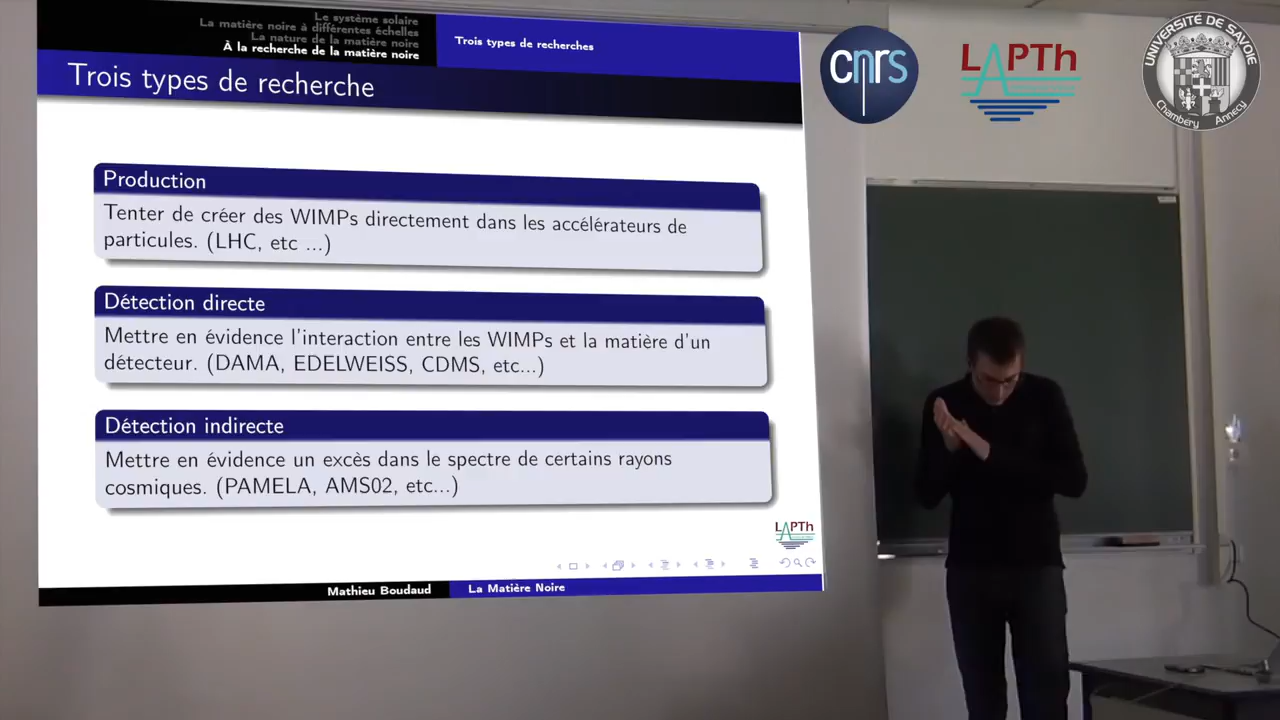 Le système solaire
La matière noire à différentes échelles
La nature de la matière noire
À la recherche de la matière noire
Trois types de recherches
Trois types de recherche
Production
Tenter de créer des WIMPs directement dans les accélérateurs de
particules. (LHC, etc ...)
Détection directe
Mettre en évidence l'interaction entre les WIMPs et la matière d'un
détecteur. (DAMA, EDELWEISS, CDMS, etc...)
Détection indirecte
Mettre en évidence un excès dans le spectre de certains rayons
cosmiques. (PAMELA, AMS02, etc...)
LAPTh
Mathieu Boudaud
La Matière Noire
cnrs
LAPTh
UNIVERSITÉ DE SAVOIE
Chambéry Annecy